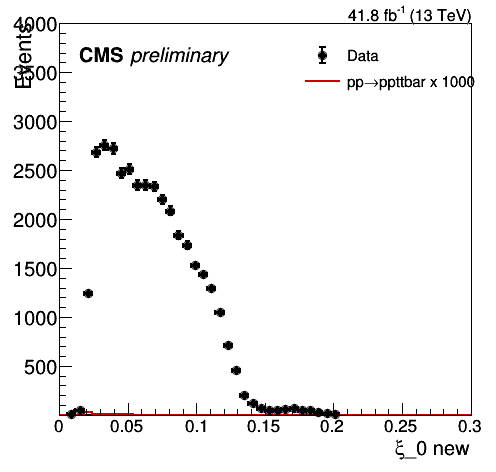 41.8 fb⁻¹ (13 TeV)
CMS preliminary
Data
pp→ppttbar x 1000
Events
4000
3500
3000
2500
2000
1500
1000
500
0 0.05 0.1 0.15 0.2 0.25 0.3
ξ_0 new